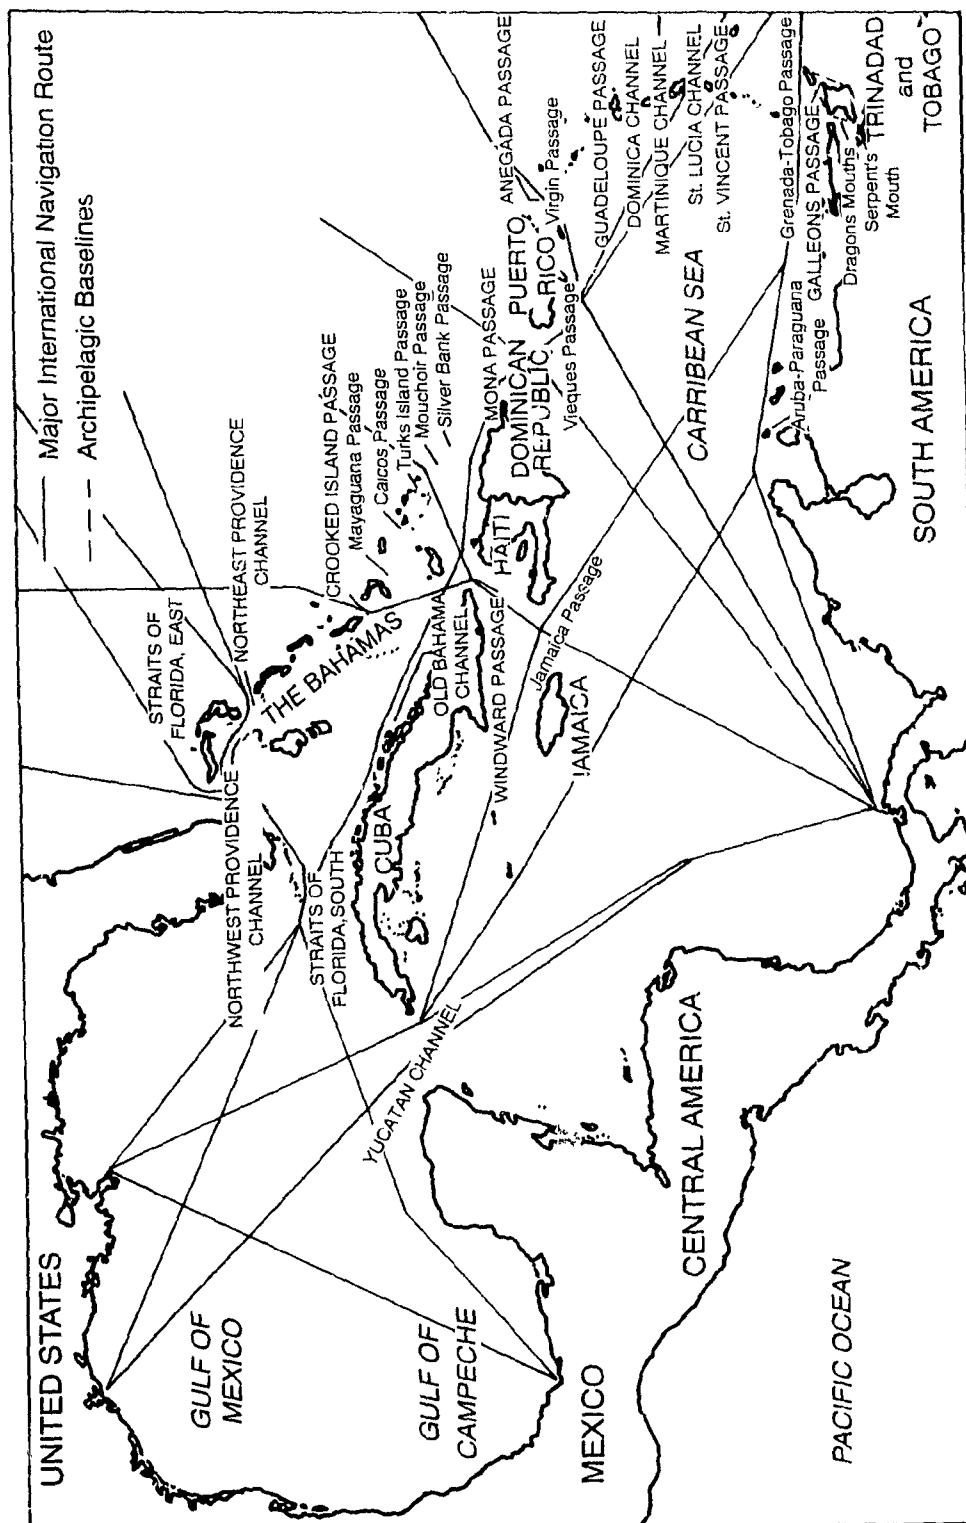 Major International Navigation Route
Archipelagic Baselines
UNITED STATES
GULF OF
MEXICO
GULF OF
CAMPECHE
MEXICO
PACIFIC OCEAN
CENTRAL AMERICA
YUCATAN CHANNEL
NORTHWEST PROVIDENCE
CHANNEL
STRAITS OF
FLORIDA, SOUTH
STRAITS OF
FLORIDA, EAST
NORTHEAST PROVIDENCE
CHANNEL
THE BAHAMAS
CUBA
OLD BAHAMA
CHANNEL
WINDWARD PASSAGE
JAMAICA
Jamaica Passage
CROOKED ISLAND PASSAGE
Mayaguana Passage
Caicos Passage
Turks Island Passage
Mouchoir Passage
Silver Bank Passage
HAITI
DOMINICAN
REPUBLIC
MONA PASSAGE
PUERTO
RICO
Vieques Passage
ANEGADA PASSAGE
Virgin Passage
GUADELOUPE PASSAGE
DOMINICA CHANNEL
MARTINIQUE CHANNEL
St. LUCIA CHANNEL
St. VINCENT PASSAGE
CARRIBEAN SEA
Grenada-Tobago Passage
GALLEONS PASSAGE
Aruba-Paraguana
Passage
Dragons Mouths
Serpent's
Mouth
TRINADAD
and
TOBAGO
SOUTH AMERICA